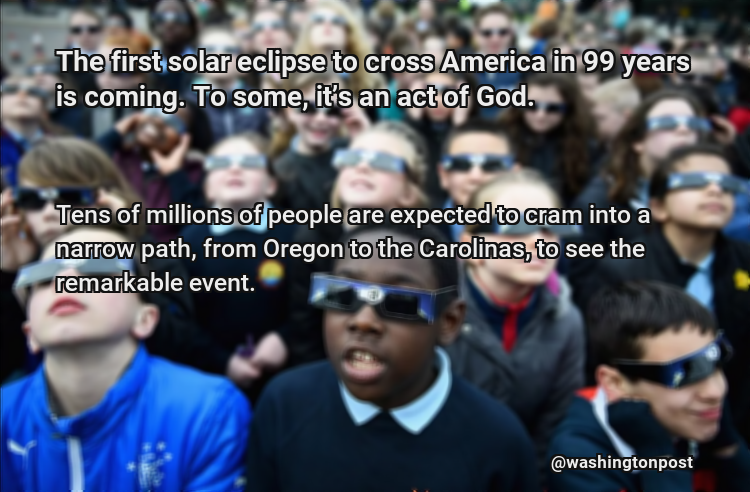 The first solar eclipse to cross America in 99 years
is coming. To some, it’s an act of God.
Tens of millions of people are expected to cram into a
narrow path, from Oregon to the Carolinas, to see the
remarkable event.
@washingtonpost